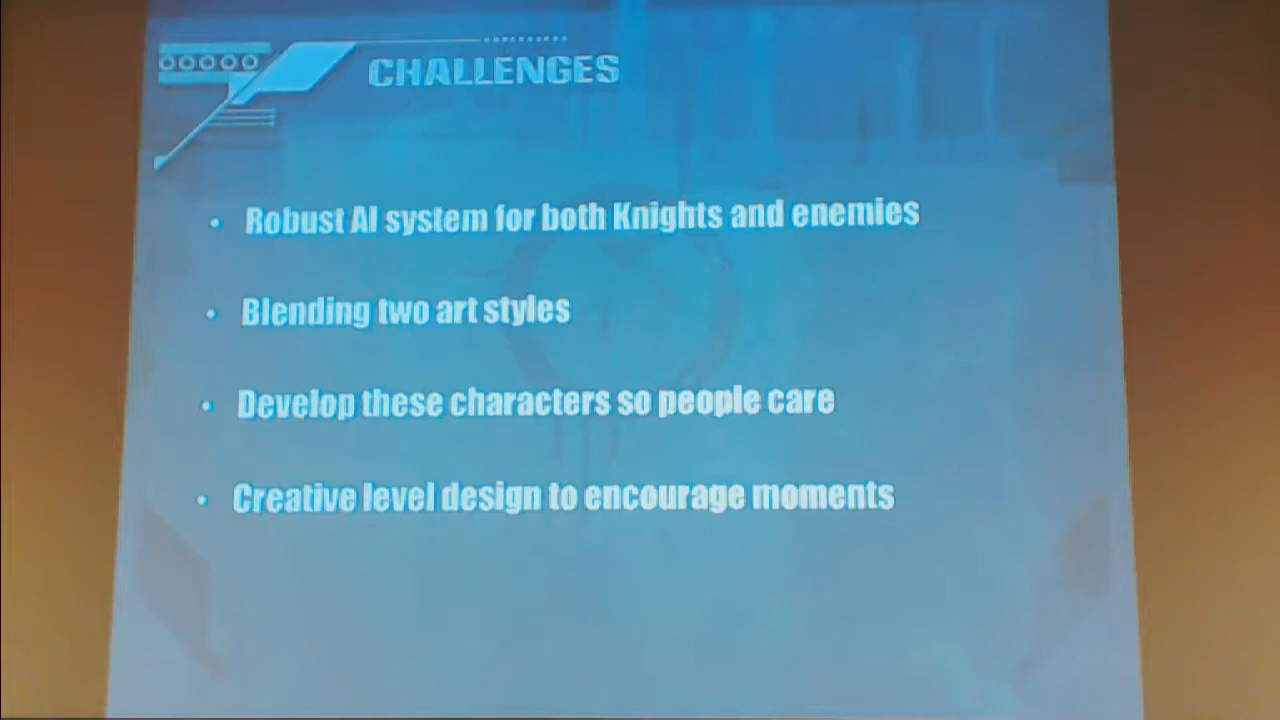 CHALLENGES
• Robust AI system for both Knights and enemies
• Blending two art styles
• Develop these characters so people care
• Creative level design to encourage moments